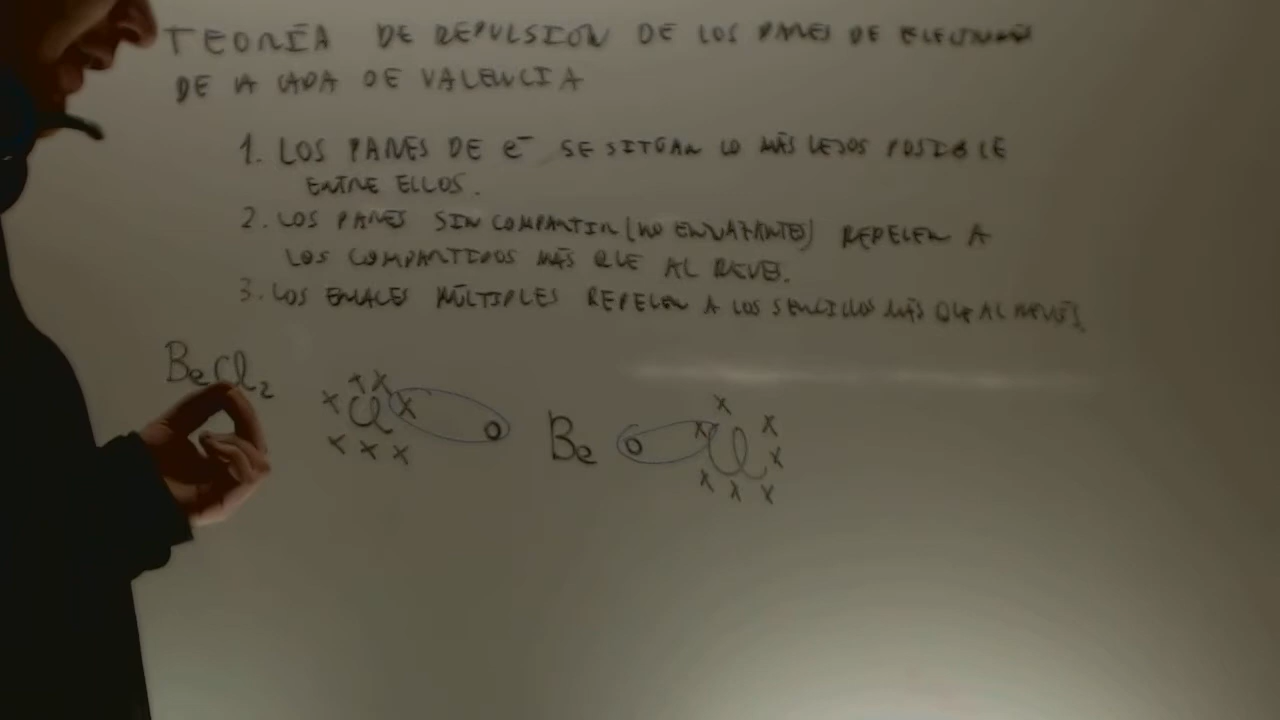 TEORÍA DE REPULSION DE LOS PARES DE ELECTRONES
DE LA CAPA DE VALENCIA
1. LOS PARES DE e⁻ SE SITÚAN LO MÁS LEJOS POSIBLE
ENTRE ELLOS.
2. LOS PARES SIN COMPARTIR (NO ENLAZANTES) REPELEN A
LOS COMPARTIDOS MÁS QUE AL REVÉS.
3. LOS ENLACES MÚLTIPLES REPELEN A LOS SENCILLOS MÁS QUE AL REVÉS.
BeCl₂
Cl Be Cl